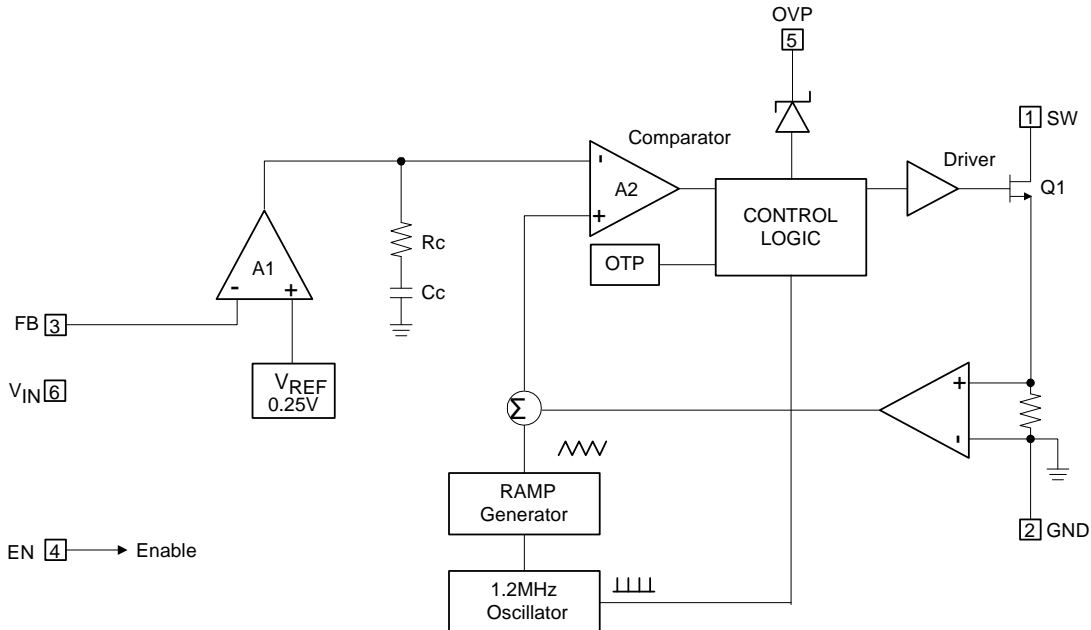 OVP
5
1 SW
Comparator
Driver
-
A2
+
Q1
CONTROL
LOGIC
Rc
A1
OTP
-
+
Cc
FB 3
VREF
0.25V
VIN 6
+
Σ
-
RAMP
Generator
2 GND
EN 4 Enable
1.2MHz
Oscillator